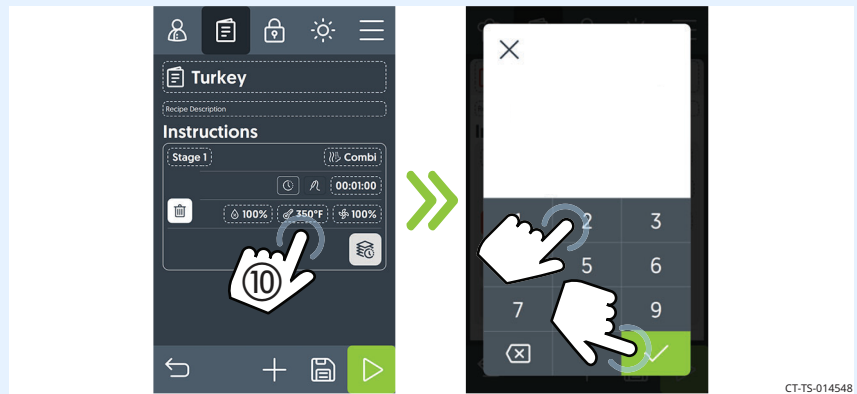 Turkey
Recipe Description
Instructions
Stage 1
Combi
00:01:00
100%
350°F
100%
⑩
2
3
5
6
7
9
CT-TS-014548